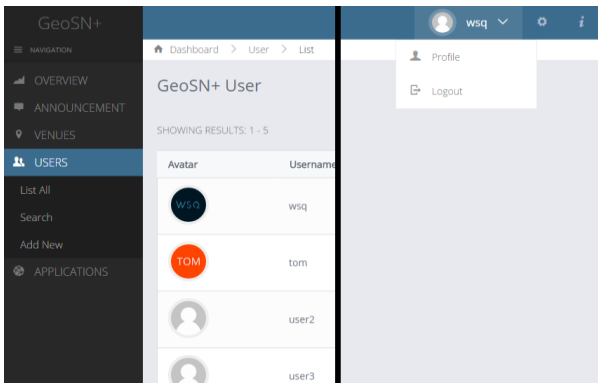 GeoSN+
NAVIGATION
OVERVIEW
ANNOUNCEMENT
VENUES
USERS
List All
Search
Add New
APPLICATIONS
Dashboard > User > List
GeoSN+ User
SHOWING RESULTS: 1 - 5
Avatar Username
WSQ wsq
TOM tom
user2
user3
wsq i
Profile
Logout